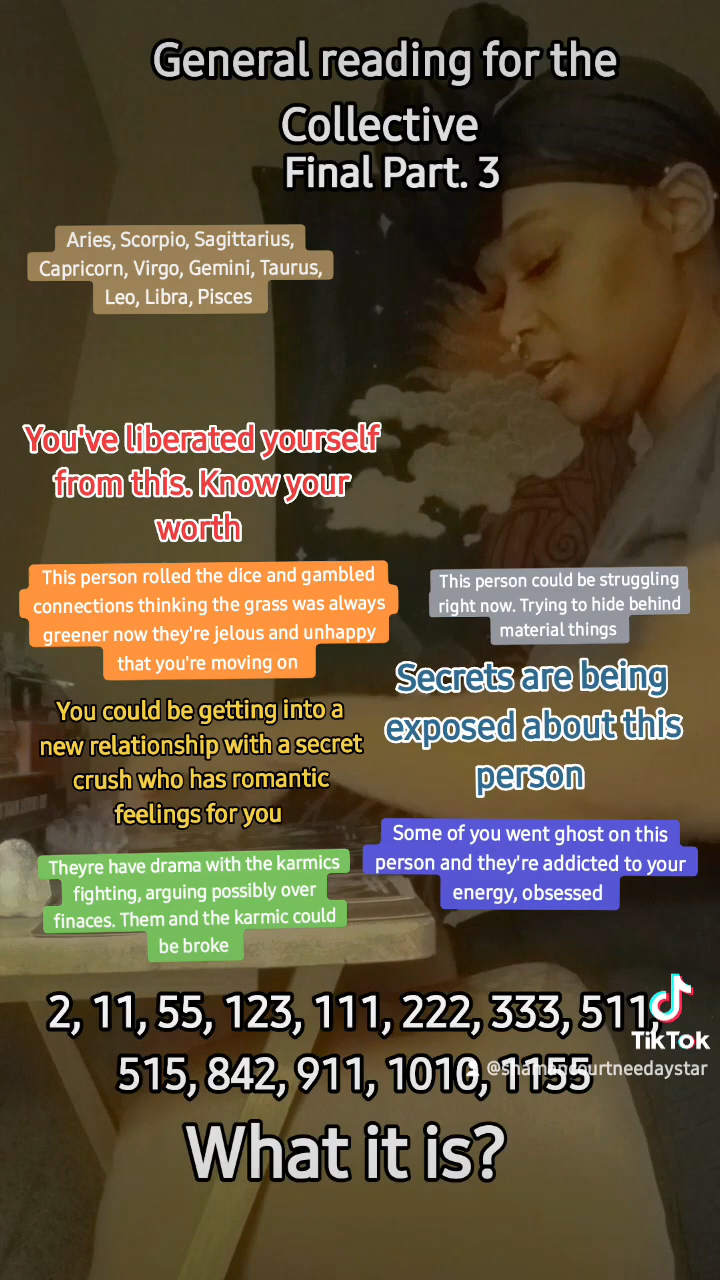 General reading for the
Collective
Final Part. 3
Aries, Scorpio, Sagittarius,
Capricorn, Virgo, Gemini, Taurus,
Leo, Libra, Pisces
You've liberated yourself
from this. Know your
worth
This person rolled the dice and gambled
connections thinking the grass was always
greener now they're jelous and unhappy
that you're moving on
This person could be struggling
right now. Trying to hide behind
material things
Secrets are being
exposed about this
person
You could be getting into a
new relationship with a secret
crush who has romantic
feelings for you
Some of you went ghost on this
person and they're addicted to your
energy, obsessed
Theyre have drama with the karmics
fighting, arguing possibly over
finaces. Them and the karmic could
be broke
2, 11, 55, 123, 111, 222, 333, 511,
515, 842, 911, 1010, 1155
TikTok
@shamancourtneedaystar
What it is?